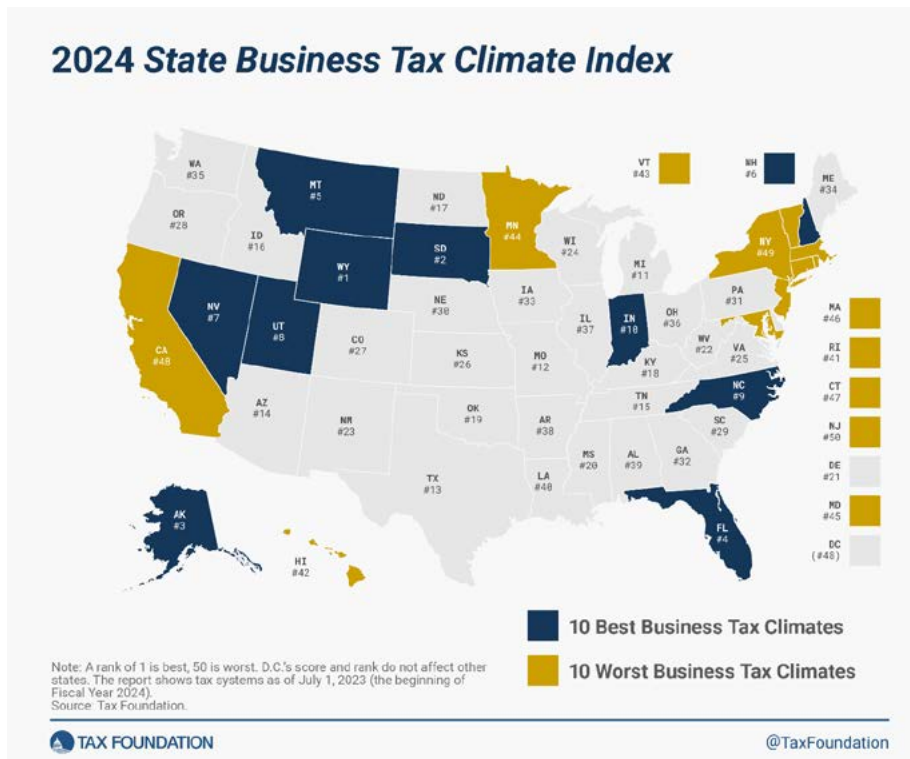 2024 State Business Tax Climate Index
WA
#35
MT
#5
ND
#17
MN
#44
VT
#43
NH
#6
ME
#34
OR
#28
ID
#16
WY
#1
SD
#2
WI
#24
MI
#11
NY
#49
NV
#7
UT
#8
CA
#48
CO
#27
NE
#30
IA
#33
IL
#37
IN
#10
OH
#36
PA
#31
WV
#22
VA
#25
KS
#26
MO
#12
KY
#18
NC
#9
TN
#15
SC
#29
AZ
#14
NM
#23
OK
#19
AR
#38
MS
#20
AL
#39
GA
#32
TX
#13
LA
#40
FL
#4
AK
#3
HI
#42
MA
#46
RI
#41
CT
#47
NJ
#50
DE
#21
MD
#45
DC
(#48)
10 Best Business Tax Climates
10 Worst Business Tax Climates
Note: A rank of 1 is best, 50 is worst. D.C.'s score and rank do not affect other
states. The report shows tax systems as of July 1, 2023 (the beginning of
Fiscal Year 2024).
Source: Tax Foundation.
TAX FOUNDATION
@TaxFoundation